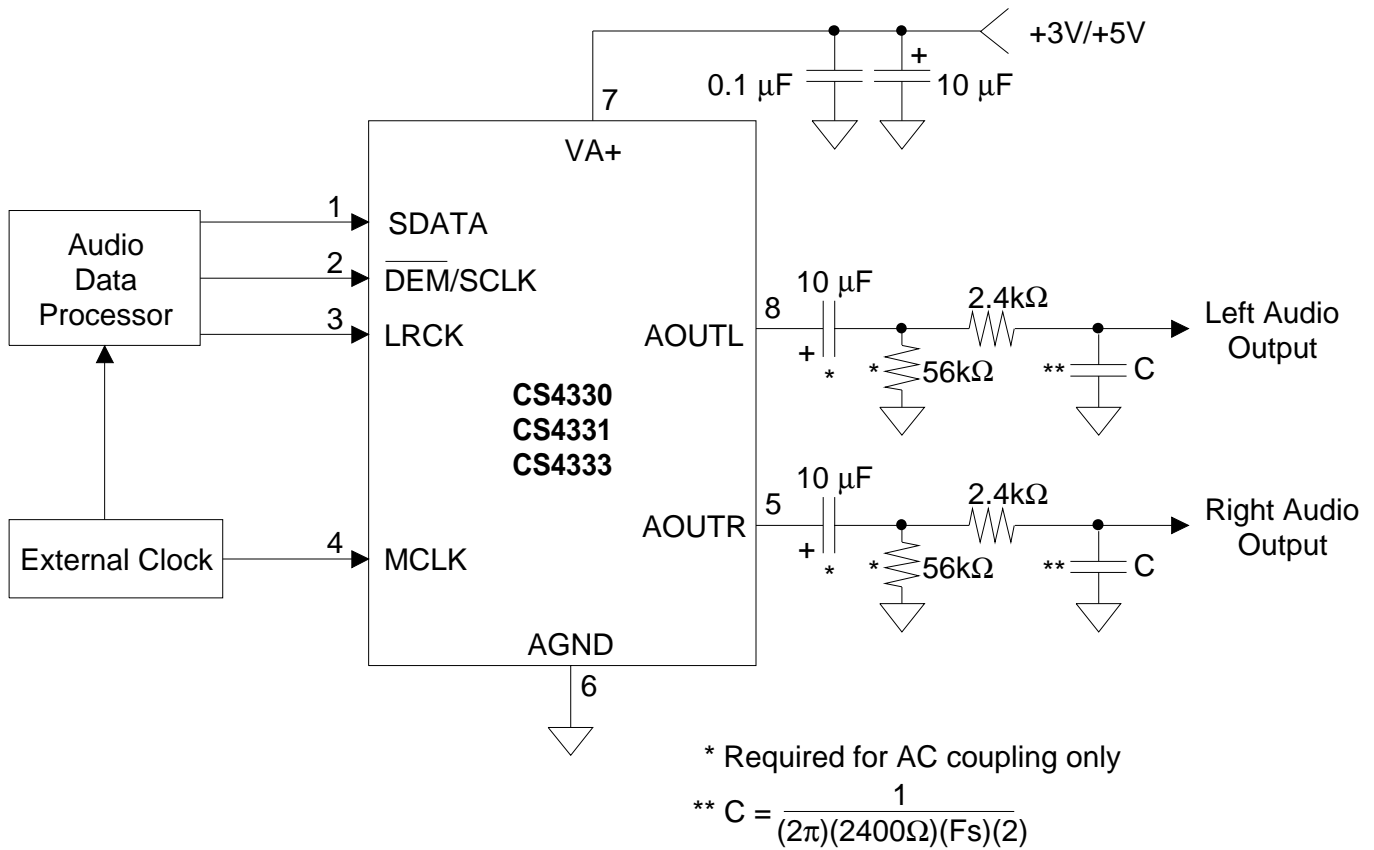 +3V/+5V
+
0.1 µF
10 µF
7
VA+
1
SDATA
Audio
Data
Processor
2
DEM/SCLK
3
LRCK
10 µF
8
AOUTL
+
*
*
56kΩ
2.4kΩ
**
C
Left Audio
Output
CS4330
CS4331
CS4333
10 µF
5
AOUTR
+
*
*
56kΩ
2.4kΩ
**
C
Right Audio
Output
External Clock
4
MCLK
AGND
6
* Required for AC coupling only
** C = 1
(2π)(2400Ω)(Fs)(2)